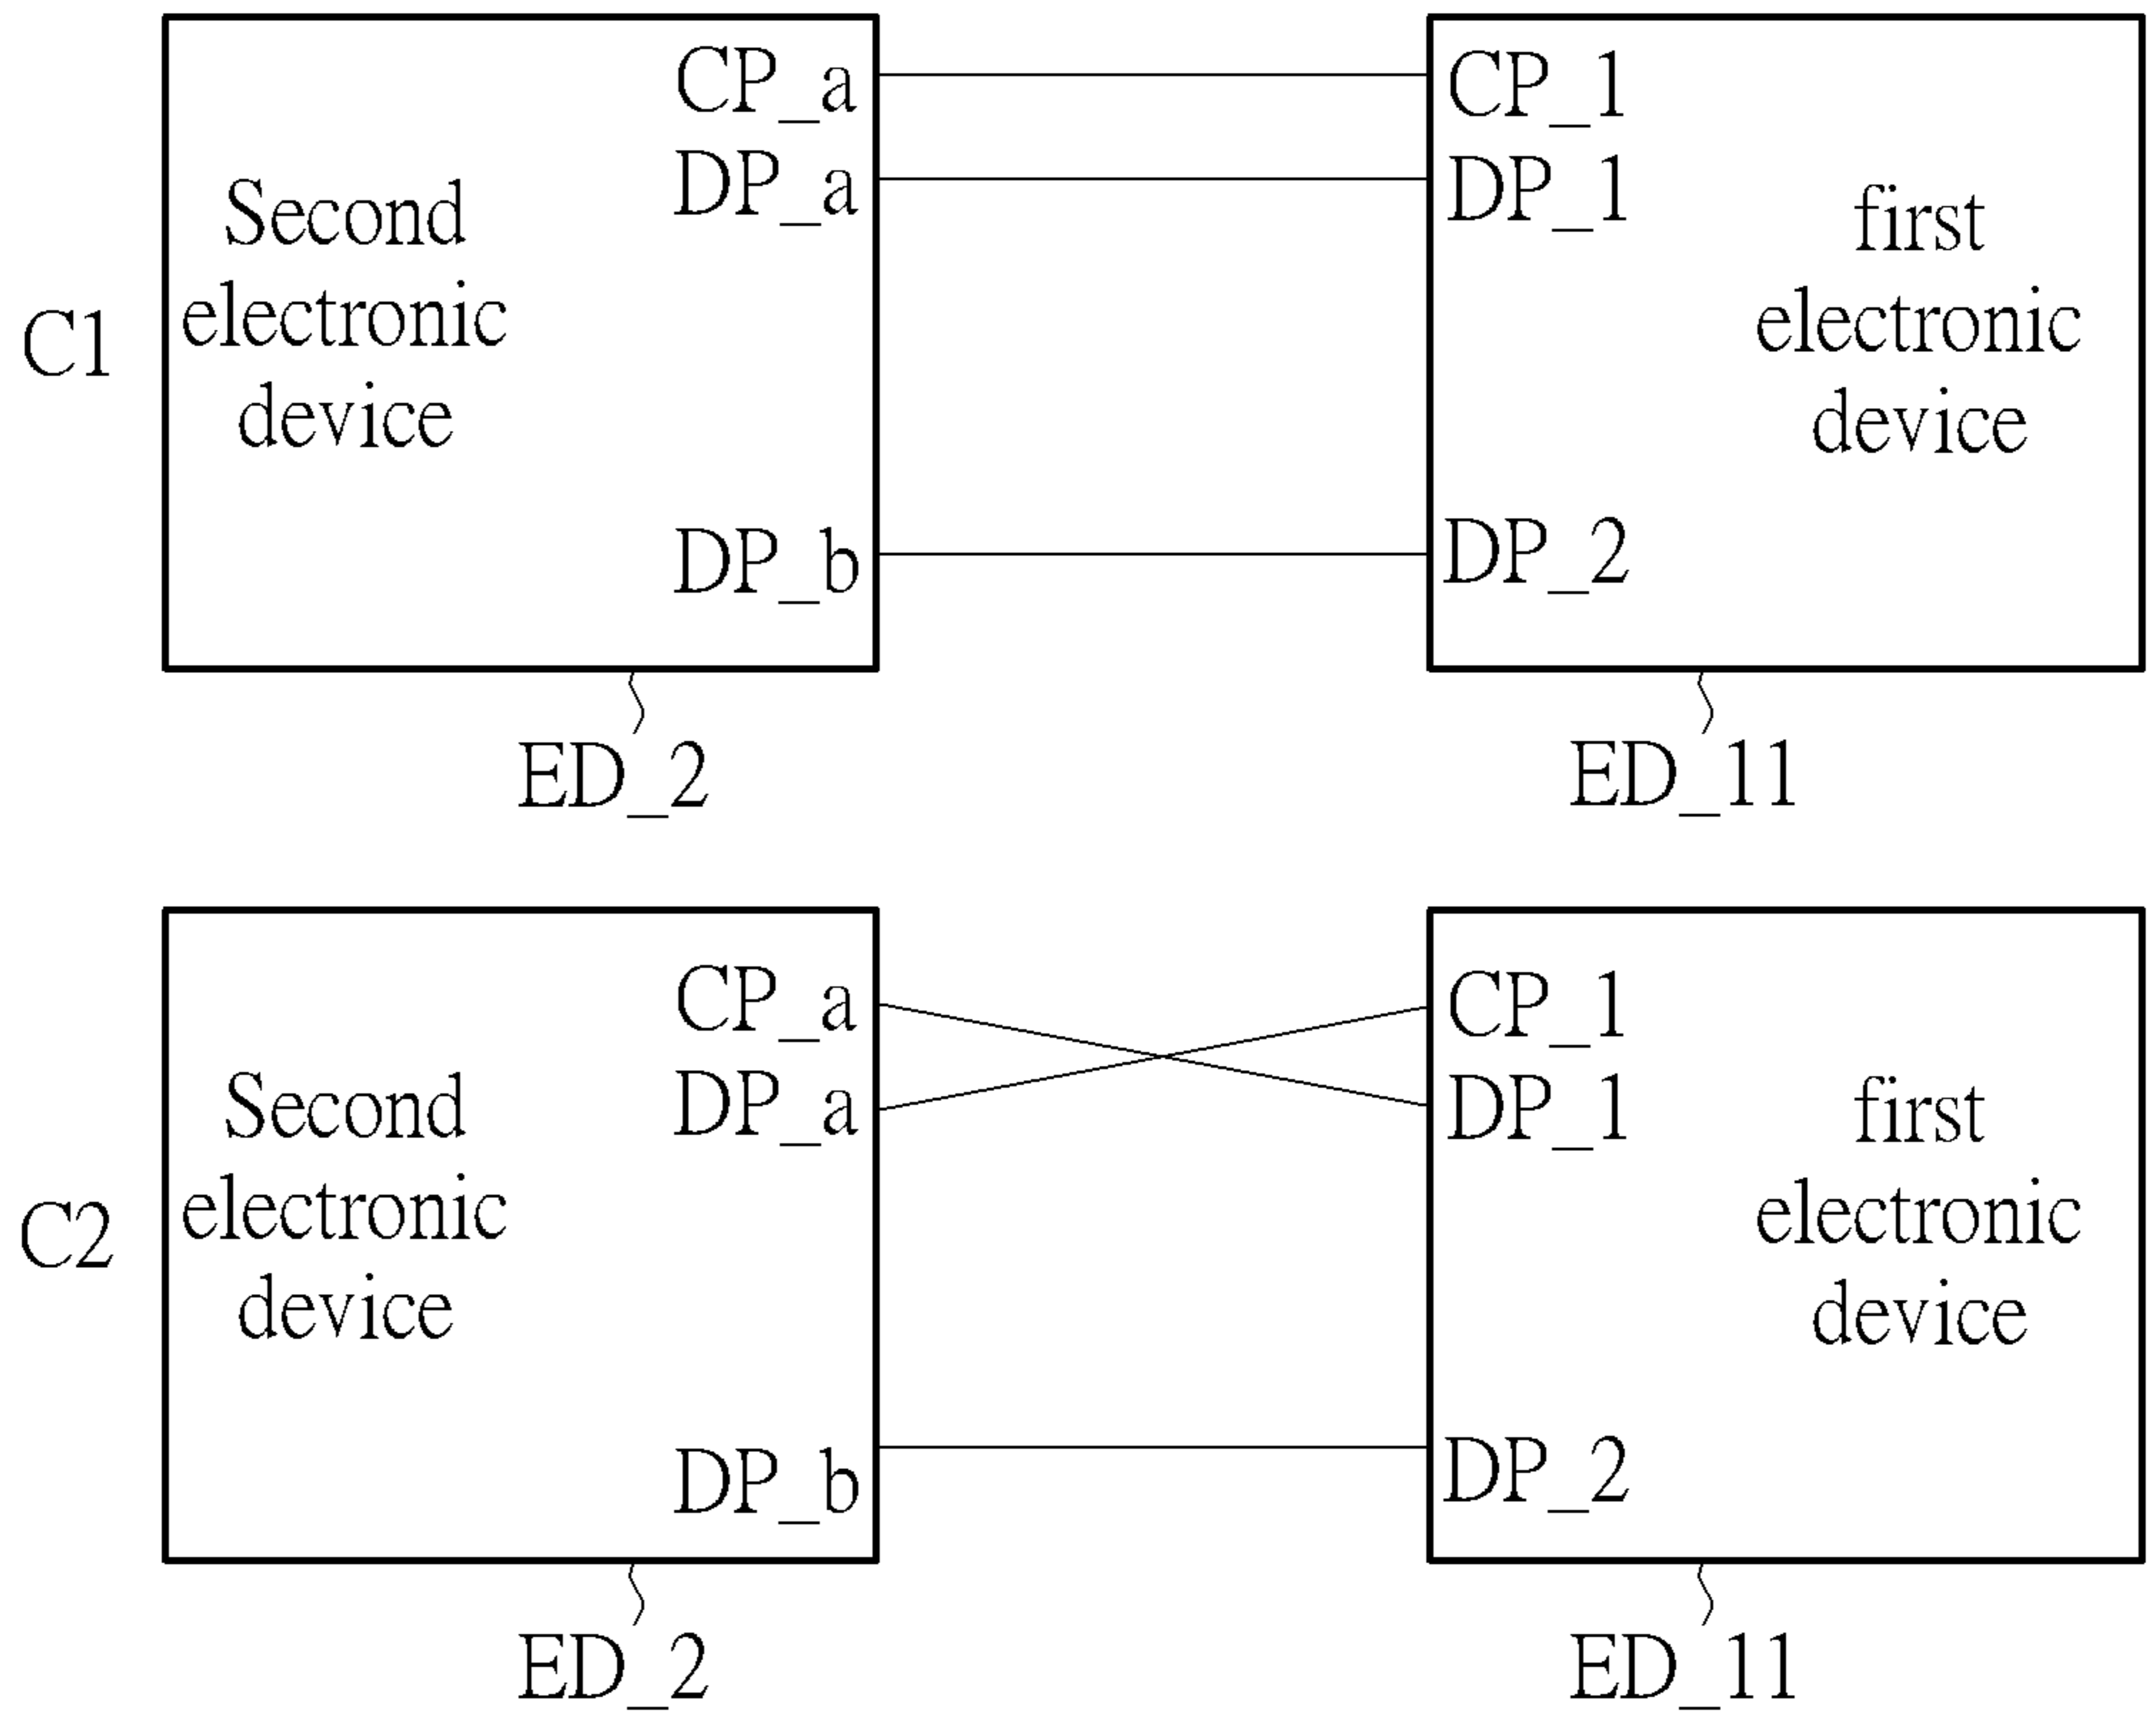 C1
Second
electronic
device
CP_a
DP_a
DP_b
CP_1
DP_1
DP_2
first
electronic
device
ED_2
ED_11
C2
Second
electronic
device
CP_a
DP_a
DP_b
CP_1
DP_1
DP_2
first
electronic
device
ED_2
ED_11